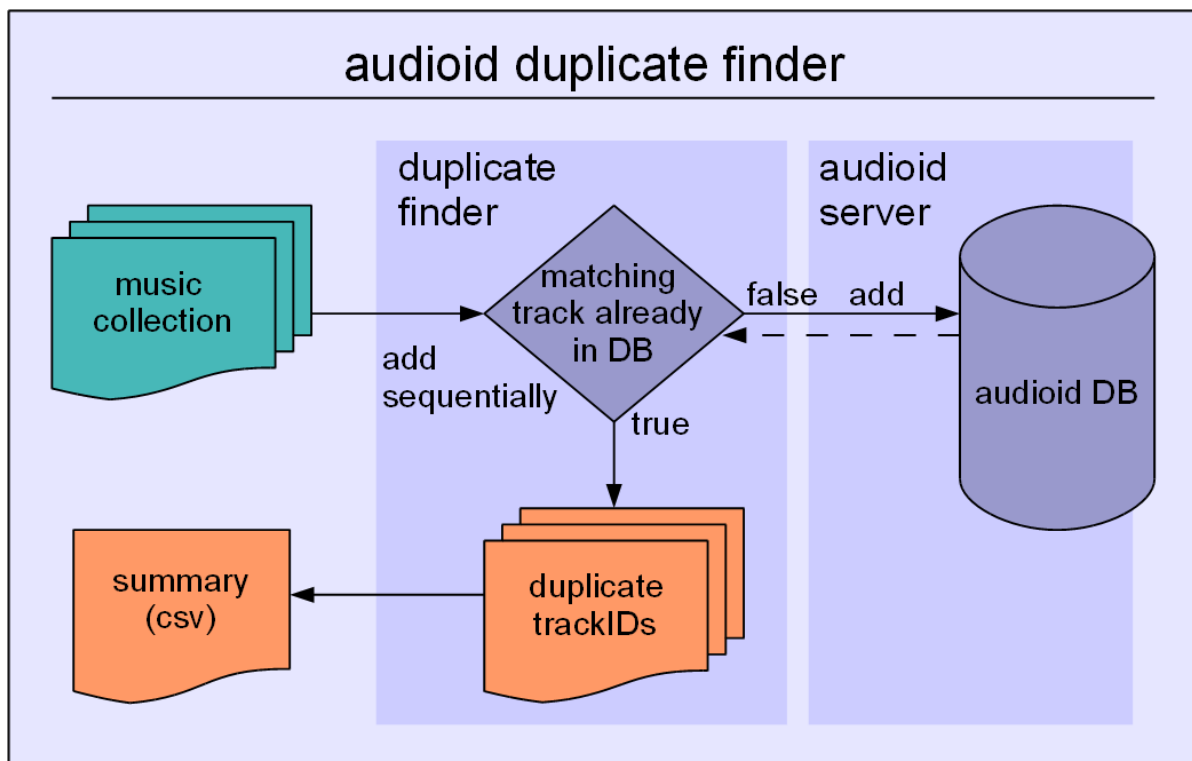 audioid duplicate finder
duplicate
finder
audioid
server
music
collection
matching
track already
in DB
false
add
add
sequentially
true
audioid DB
summary
(csv)
duplicate
trackIDs